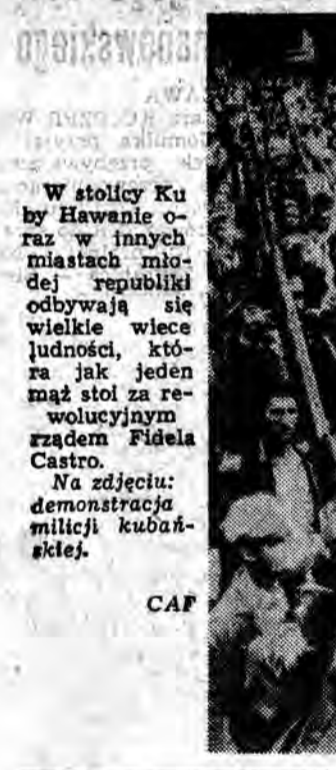 W stolicy Ku
by Hawanie o-
raz w innych
miastach mło-
dej republiki
odbywają się
wielkie wiece
ludności, któ-
ra jak jeden
mąż stoi za re-
wolucyjnym
rządem Fidela
Castro.
Na zdjęciu:
demonstracja
milicji kubań-
skiej.
CAF